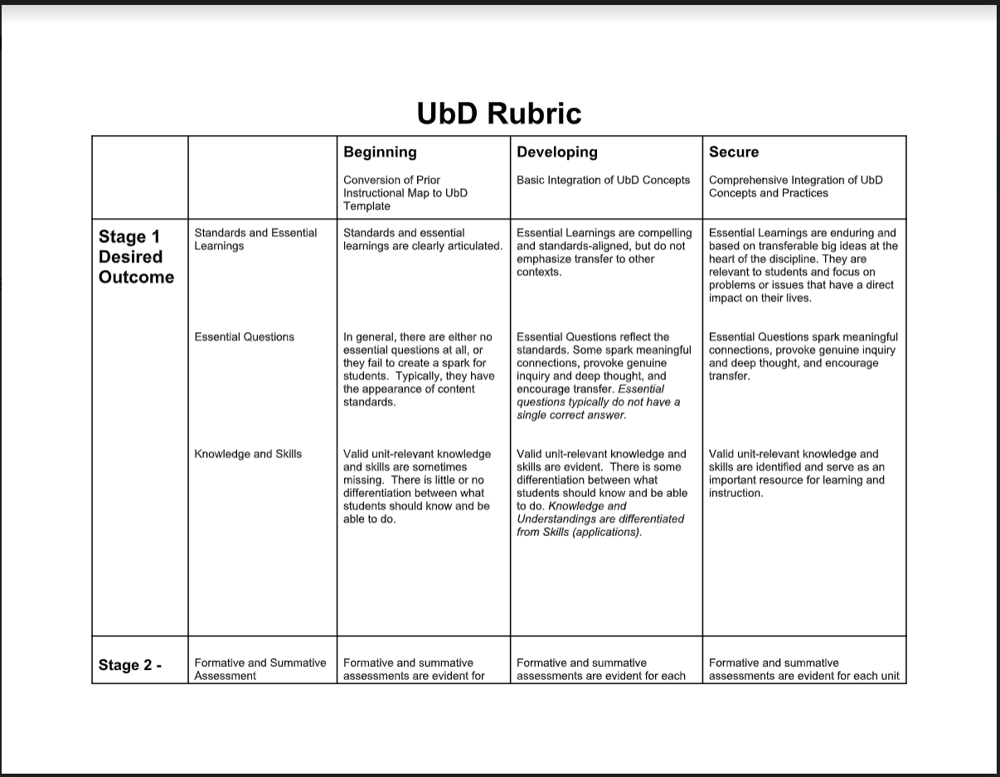 UbD Rubric
Beginning
Conversion of Prior
Instructional Map to UbD
Template
Developing
Basic Integration of UbD Concepts
Secure
Comprehensive Integration of UbD
Concepts and Practices
Stage 1
Desired
Outcome
Standards and Essential
Learnings
Standards and essential
learnings are clearly articulated.
Essential Learnings are compelling
and standards-aligned, but do not
emphasize transfer to other
contexts.
Essential Learnings are enduring and
based on transferable big ideas at the
heart of the discipline. They are
relevant to students and focus on
problems or issues that have a direct
impact on their lives.
Essential Questions
In general, there are either no
essential questions at all, or
they fail to create a spark for
students.  Typically, they have
the appearance of content
standards.
Essential Questions reflect the
standards. Some spark meaningful
connections, provoke genuine
inquiry and deep thought, and
encourage transfer. Essential
questions typically do not have a
single correct answer.
Essential Questions spark meaningful
connections, provoke genuine inquiry
and deep thought, and encourage
transfer.
Knowledge and Skills
Valid unit-relevant knowledge
and skills are sometimes
missing.  There is little or no
differentiation between what
students should know and be
able to do.
Valid unit-relevant knowledge and
skills are evident.  There is some
differentiation between what
students should know and be able
to do. Knowledge and
Understandings are differentiated
from Skills (applications).
Valid unit-relevant knowledge and
skills are identified and serve as an
important resource for learning and
instruction.
Stage 2 -
Formative and Summative
Assessment
Formative and summative
assessments are evident for
Formative and summative
assessments are evident for each
Formative and summative
assessments are evident for each unit